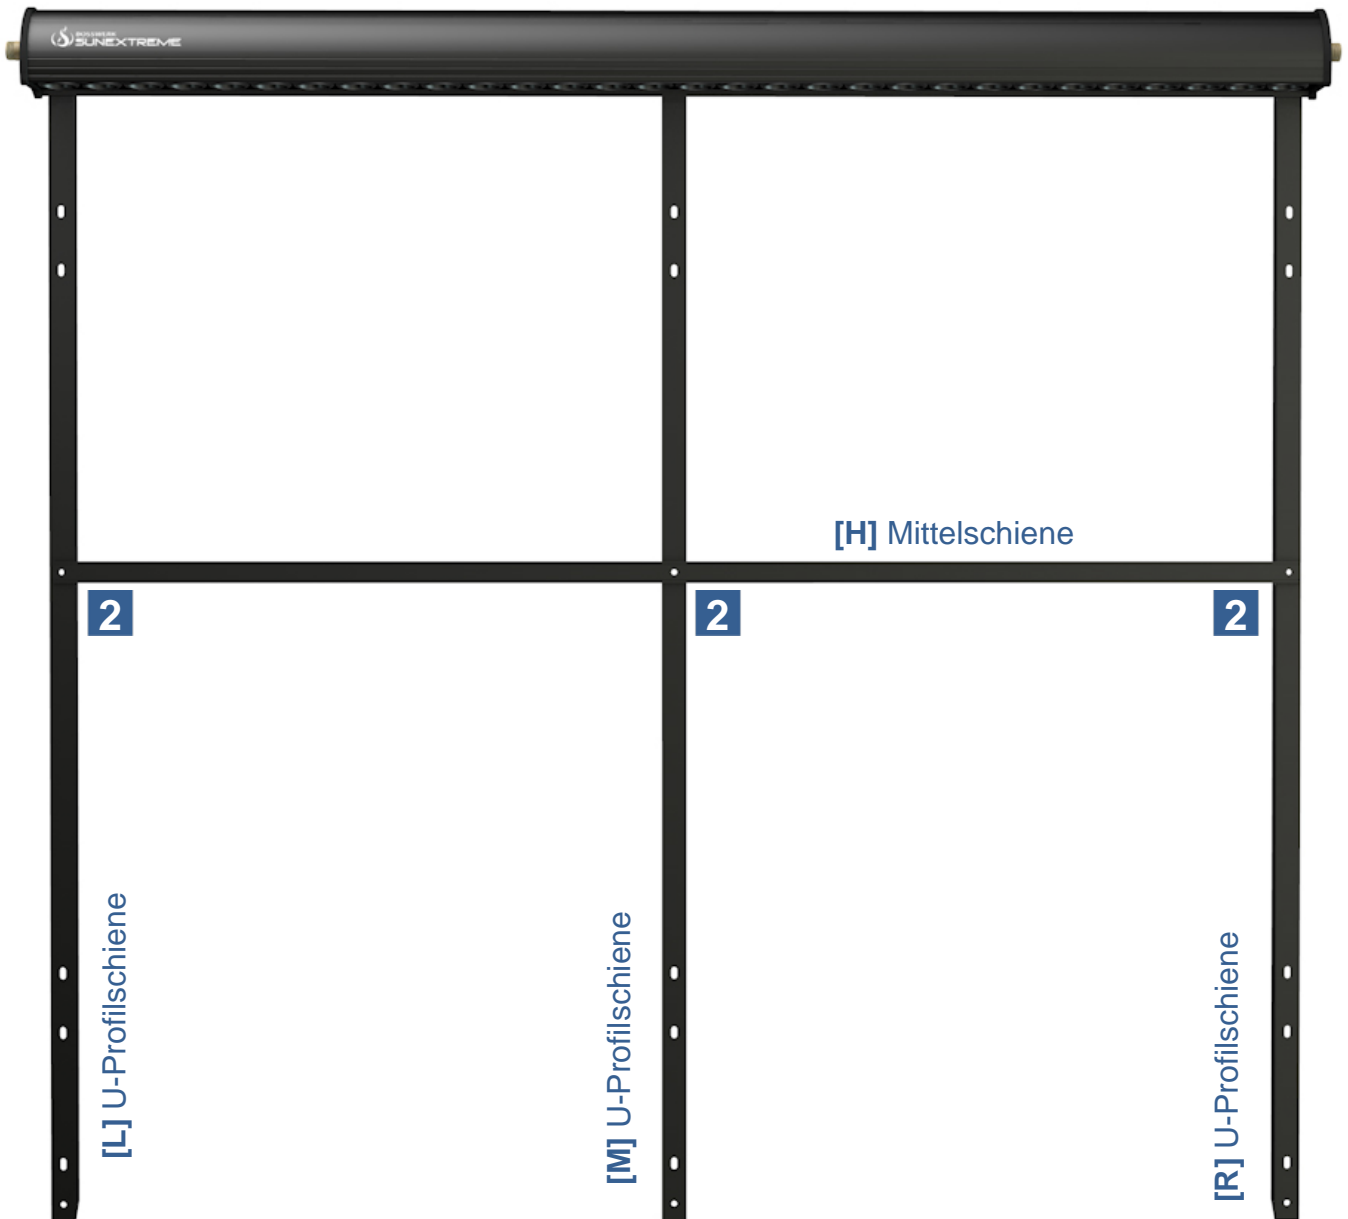 SUNEXTREME
[H] Mittelschiene
2
2
2
[L] U-Profilschiene
[M] U-Profilschiene
[R] U-Profilschiene